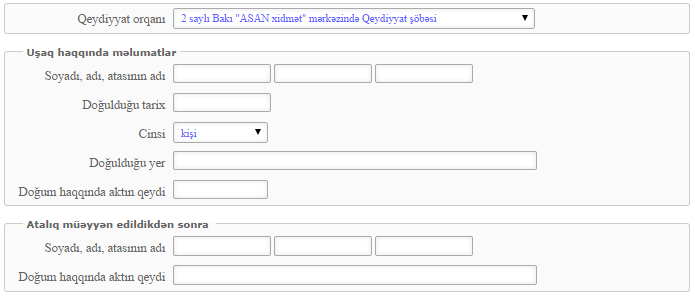 Qeydiyyat orqanı 2 saylı Bakı "ASAN xidmət" mərkəzində Qeydiyyat şöbəsi
Uşaq haqqında məlumatlar
Soyadı, adı, atasının adı
Doğulduğu tarix
Cinsi kişi
Doğulduğu yer
Doğum haqqında aktın qeydi
Atalıq müəyyən edildikdən sonra
Soyadı, adı, atasının adı
Doğum haqqında aktın qeydi